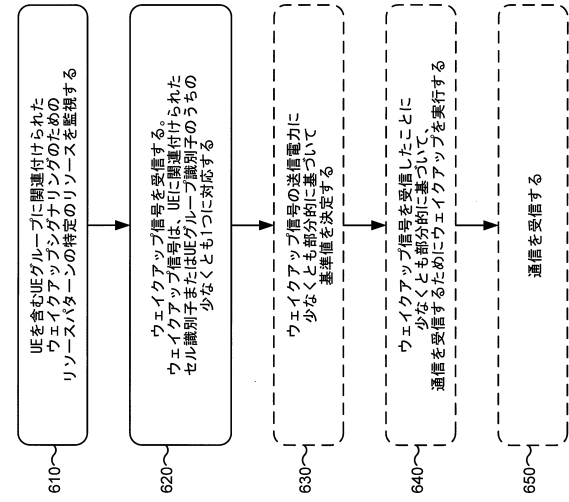 610
UEを含むUEグループに関連付けられた
ウェイクアップシグナリングのための
リソースパターンの特定のリソースを監視する
620
ウェイクアップ信号を受信する。
ウェイクアップ信号は、UEに関連付けられた
セル識別子またはUEグループ識別子のうちの
少なくとも1つに対応する
630
ウェイクアップ信号の送信電力に
少なくとも部分的に基づいて
基準値を決定する
640
ウェイクアップ信号を受信したことに
少なくとも部分的に基づいて、
通信を受信するためにウェイクアップを実行する
650
通信を受信する